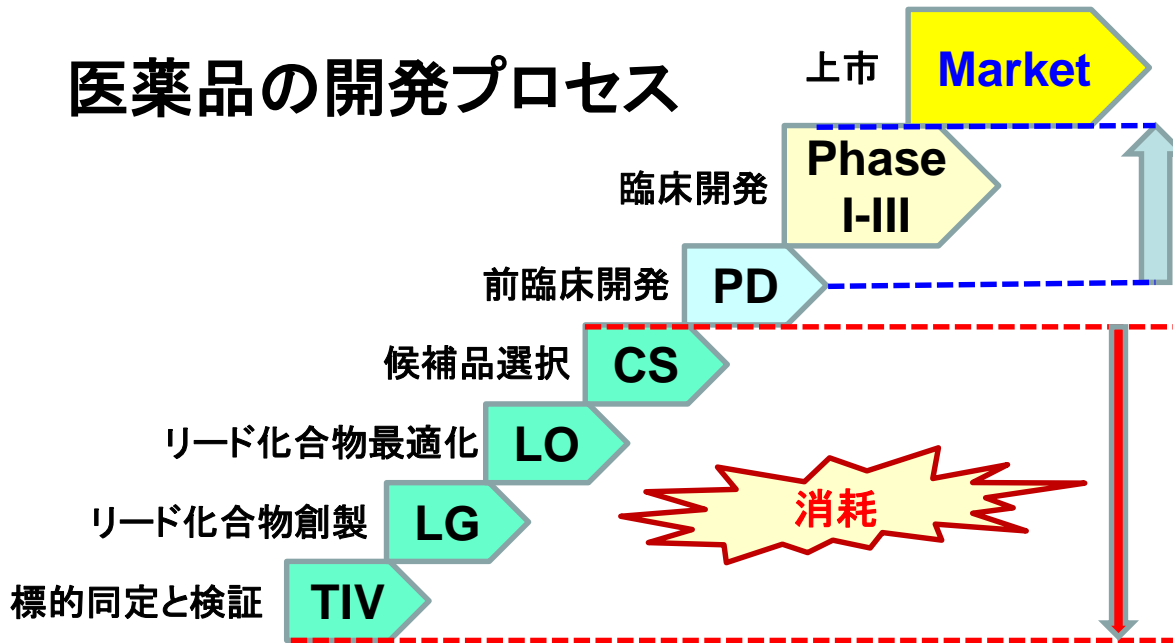 医薬品の開発プロセス
上市
Market
臨床開発
Phase
I-III
前臨床開発
PD
候補品選択
CS
リード化合物最適化
LO
リード化合物創製
LG
消耗
標的同定と検証
TIV